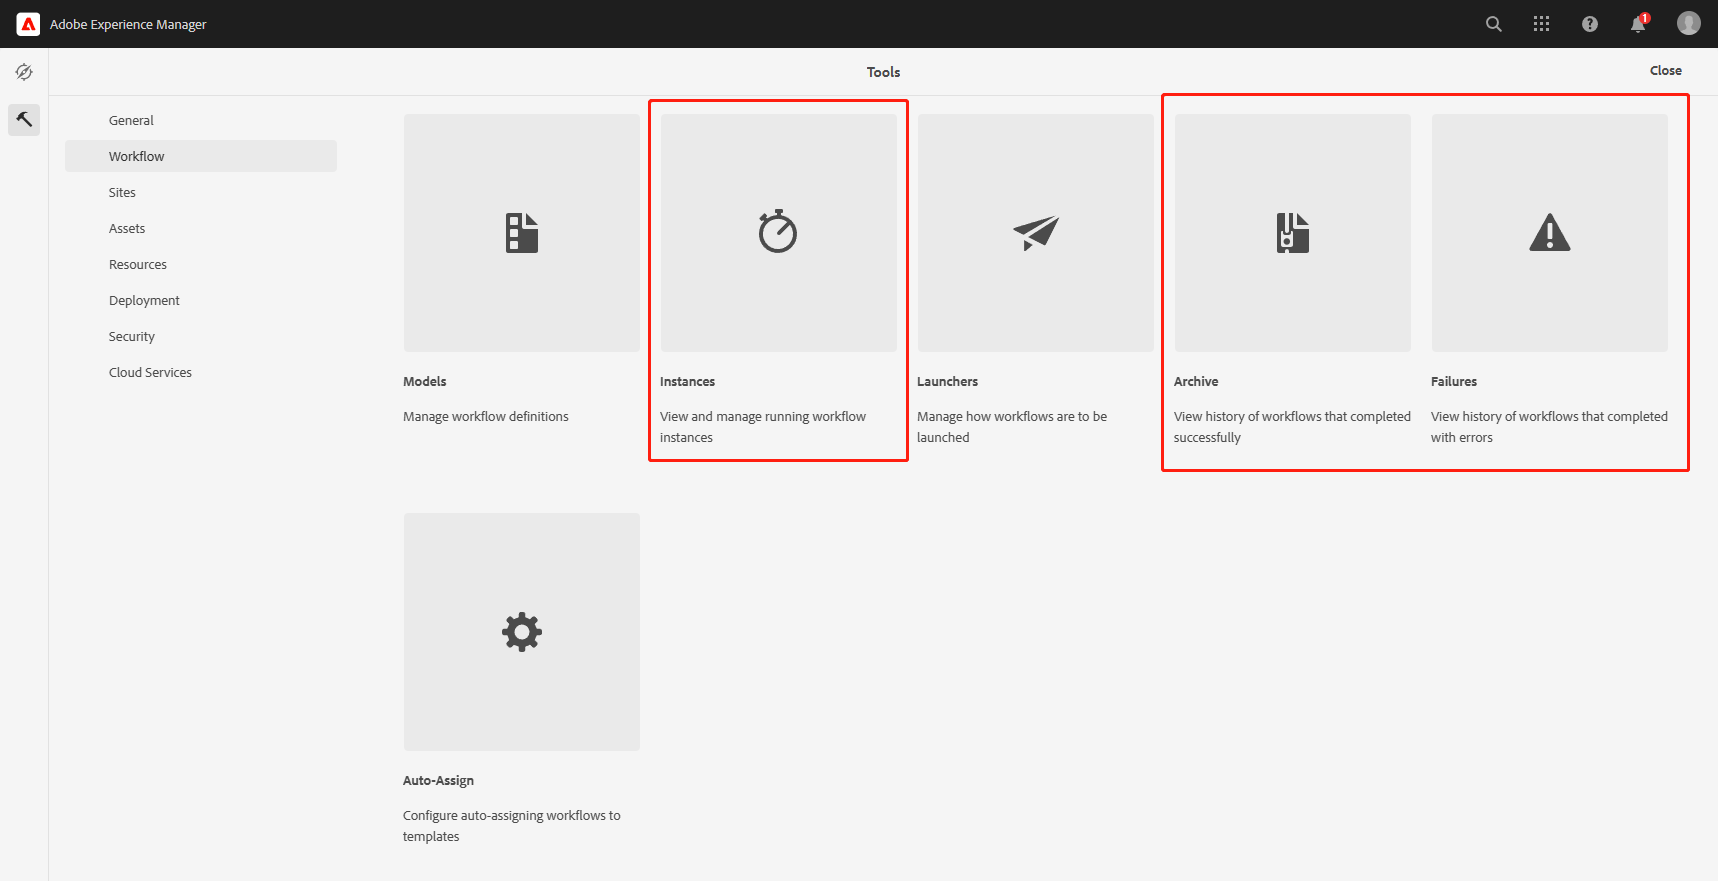 Adobe Experience Manager
1
Tools
Close
General
Workflow
Sites
Assets
Resources
Deployment
Security
Cloud Services
Models
Manage workflow definitions
Instances
View and manage running workflow
instances
Launchers
Manage how workflows are to be
launched
Archive
View history of workflows that completed
successfully
Failures
View history of workflows that completed
with errors
Auto-Assign
Configure auto-assigning workflows to
templates